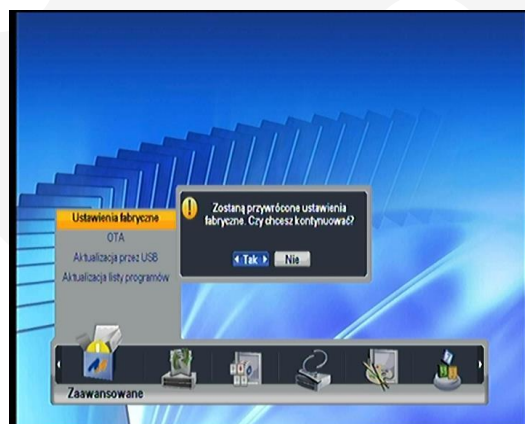 Zostaną przywrócone ustawienia
fabryczne. Czy chcesz kontynuować?
Tak
Nie
Ustawienia fabryczne
OTA
Aktualizacja przez USB
Aktualizacja listy programów
Zaawansowane